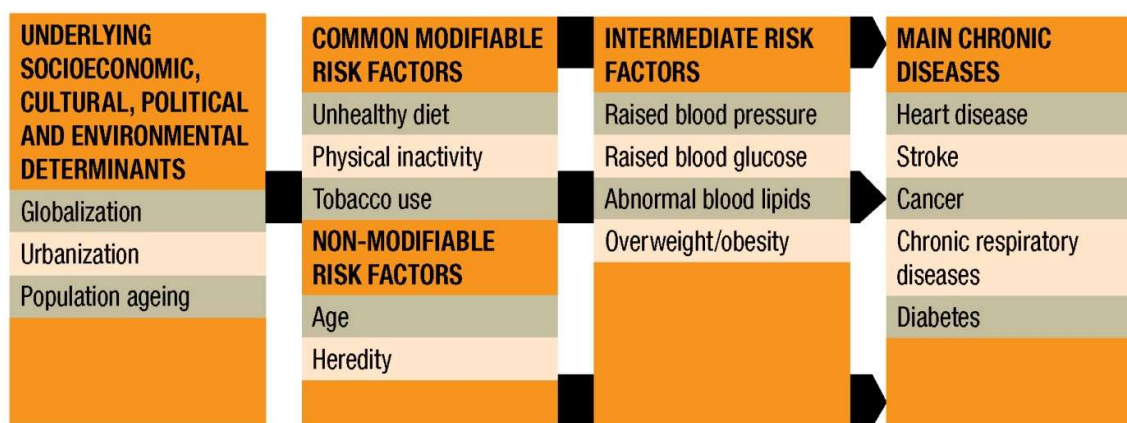 UNDERLYING
SOCIOECONOMIC,
CULTURAL, POLITICAL
AND ENVIRONMENTAL
DETERMINANTS
Globalization
Urbanization
Population ageing
COMMON MODIFIABLE
RISK FACTORS
Unhealthy diet
Physical inactivity
Tobacco use
NON-MODIFIABLE
RISK FACTORS
Age
Heredity
INTERMEDIATE RISK
FACTORS
Raised blood pressure
Raised blood glucose
Abnormal blood lipids
Overweight/obesity
MAIN CHRONIC
DISEASES
Heart disease
Stroke
Cancer
Chronic respiratory
diseases
Diabetes